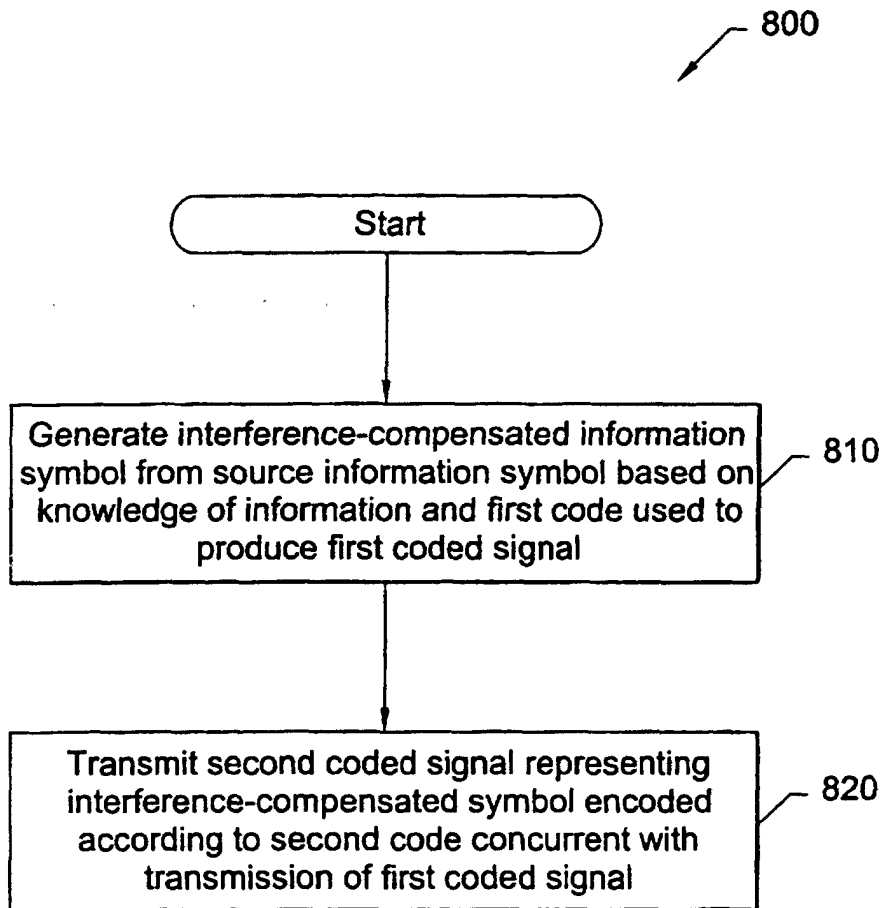 800
Start
Generate interference-compensated information
symbol from source information symbol based on
knowledge of information and first code used to
produce first coded signal
810
Transmit second coded signal representing
interference-compensated symbol encoded
according to second code concurrent with
transmission of first coded signal
820